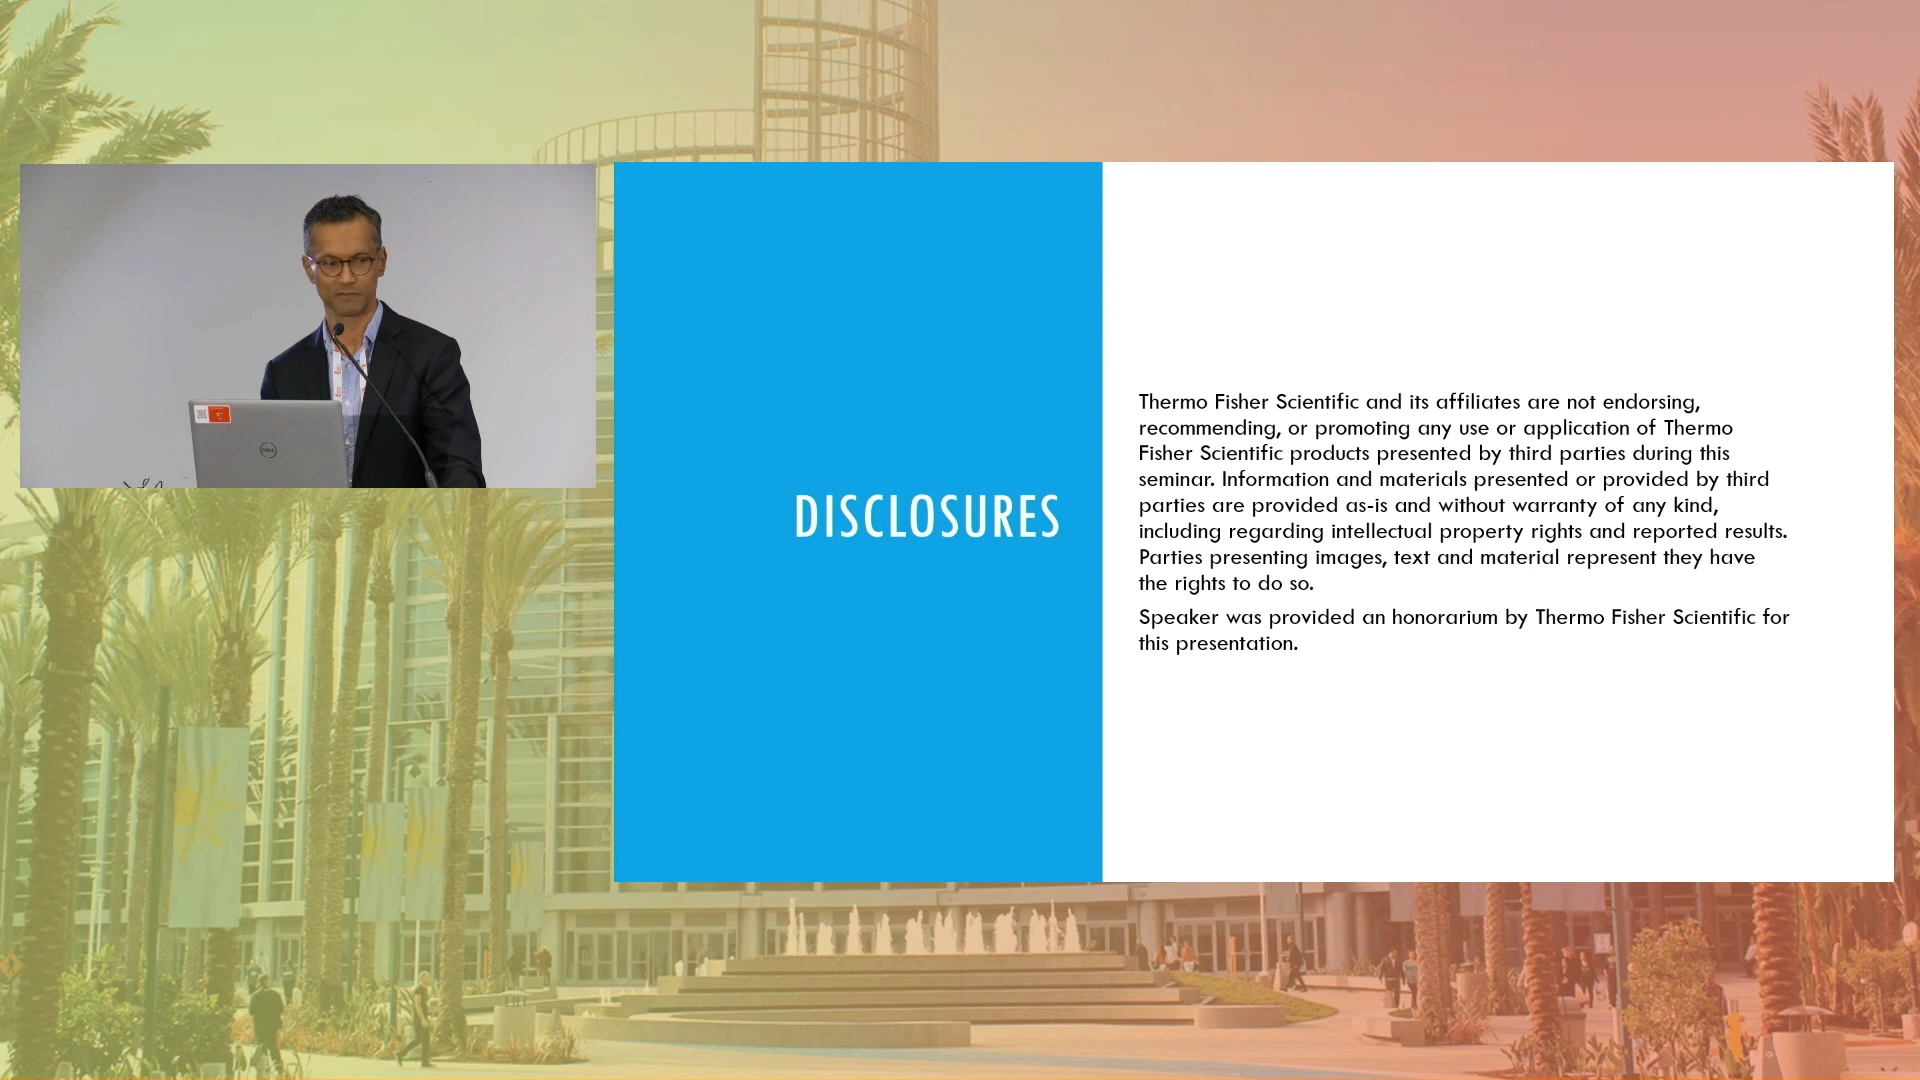 DISCLOSURES
Thermo Fisher Scientific and its affiliates are not endorsing,
recommending, or promoting any use or application of Thermo
Fisher Scientific products presented by third parties during this
seminar. Information and materials presented or provided by third
parties are provided as-is and without warranty of any kind,
including regarding intellectual property rights and reported results.
Parties presenting images, text and material represent they have
the rights to do so.
Speaker was provided an honorarium by Thermo Fisher Scientific for
this presentation.
DELL